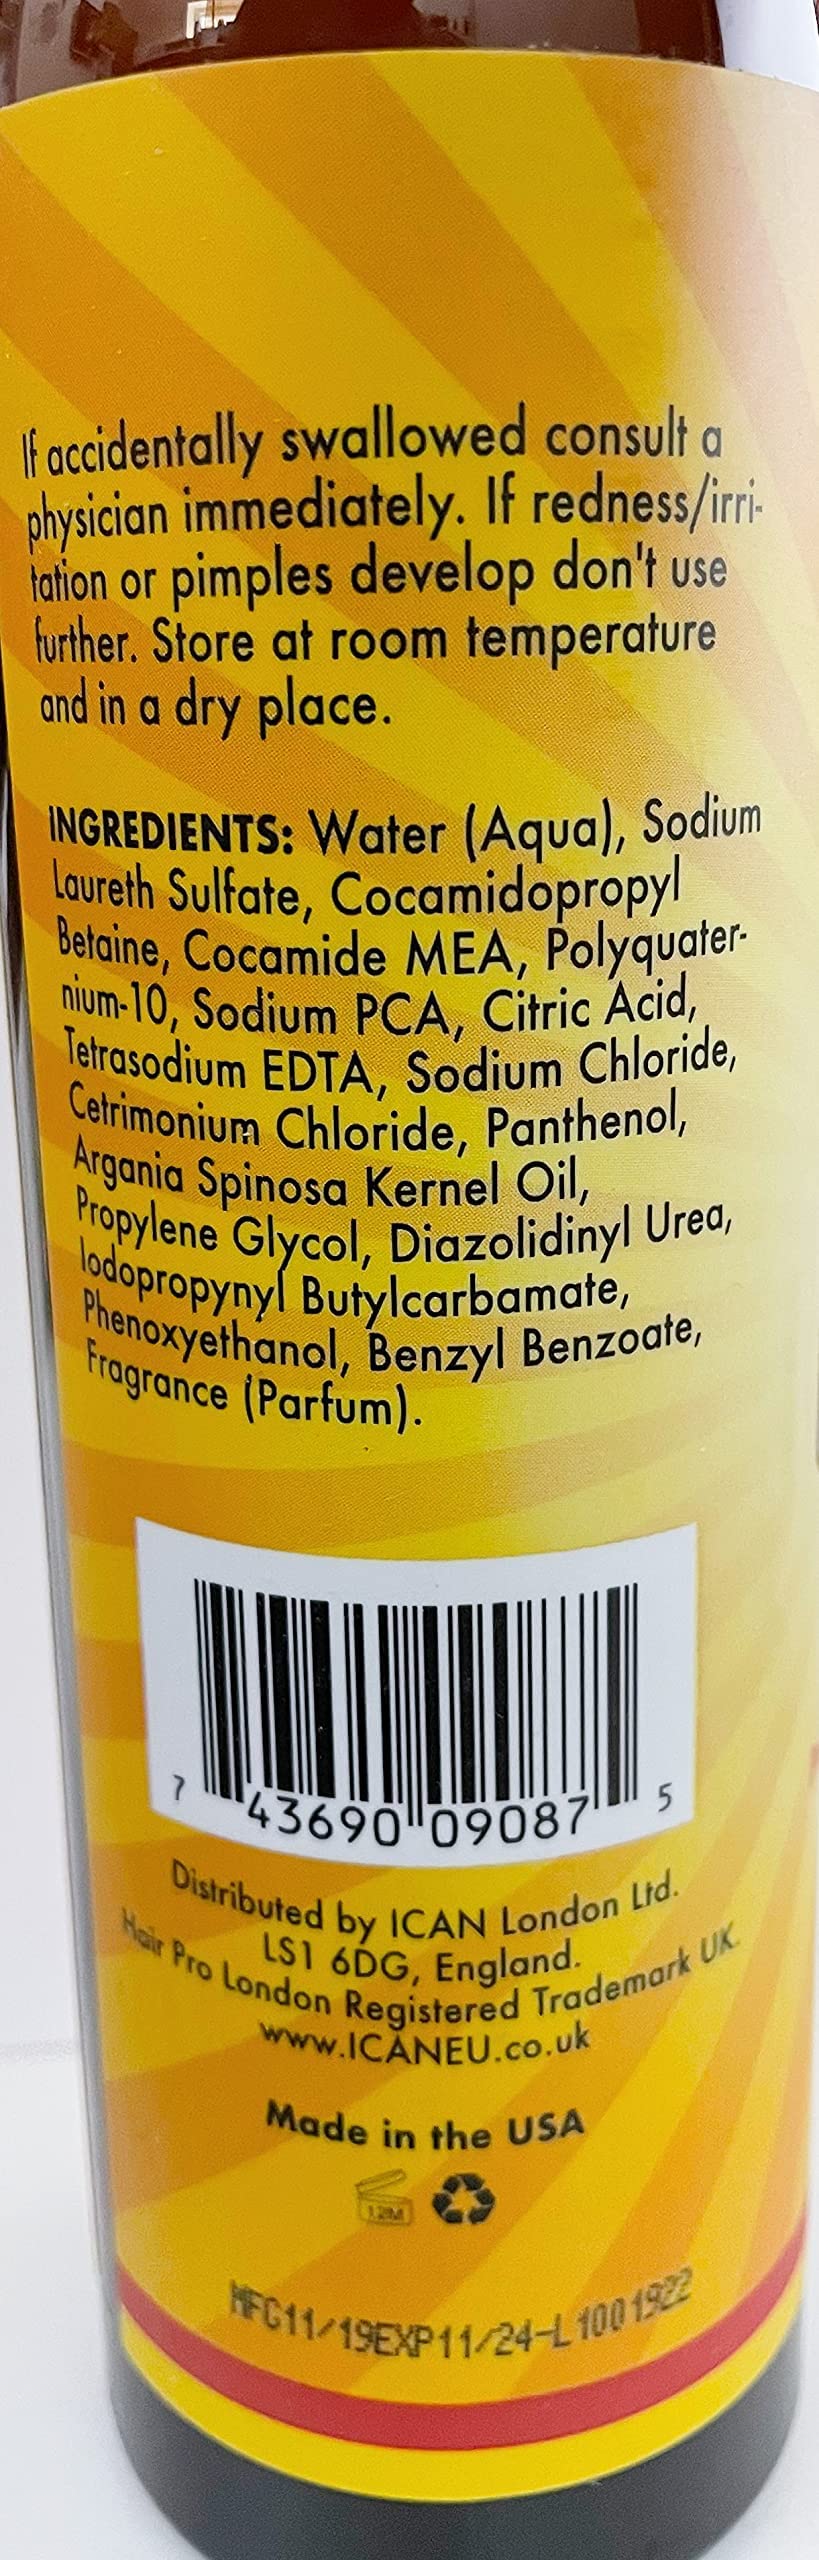 If accidentally swallowed consult a
physician immediately. If redness/irri-
tation or pimples develop don't use
further. Store at room temperature
and in a dry place.
INGREDIENTS: Water (Aqua), Sodium
Laureth Sulfate, Cocamidopropyl
Betaine, Cocamide MEA, Polyquater-
nium-10, Sodium PCA, Citric Acid,
Tetrasodium EDTA, Sodium Chloride,
Cetrimonium Chloride, Panthenol,
Argania Spinosa Kernel Oil,
Propylene Glycol, Diazolidinyl Urea,
Iodopropynyl Butylcarbamate,
Phenoxyethanol, Benzyl Benzoate,
Fragrance (Parfum).
7 43690 09087 5
Distributed by ICAN London Ltd.
LS1 6DG, England.
Hair Pro London Registered Trademark UK.
www.ICANEU.co.uk
Made in the USA
12M
MFG11/19EXP11/24-L1001922